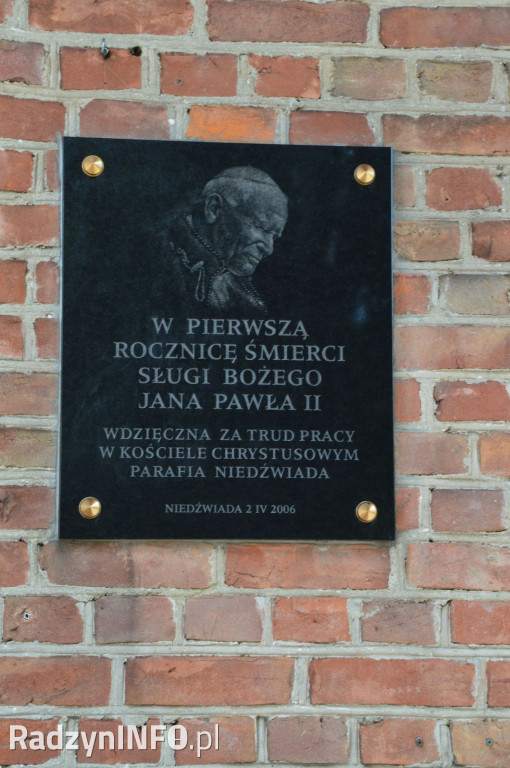 W PIERWSZĄ
ROCZNICĘ ŚMIERCI
SŁUGI BOŻEGO
JANA PAWŁA II
WDZIĘCZNA ZA TRUD PRACY
W KOŚCIELE CHRYSTUSOWYM
PARAFIA NIEDŹWIADA
NIEDŹWIADA 2 IV 2006
RadzynINFO.pl